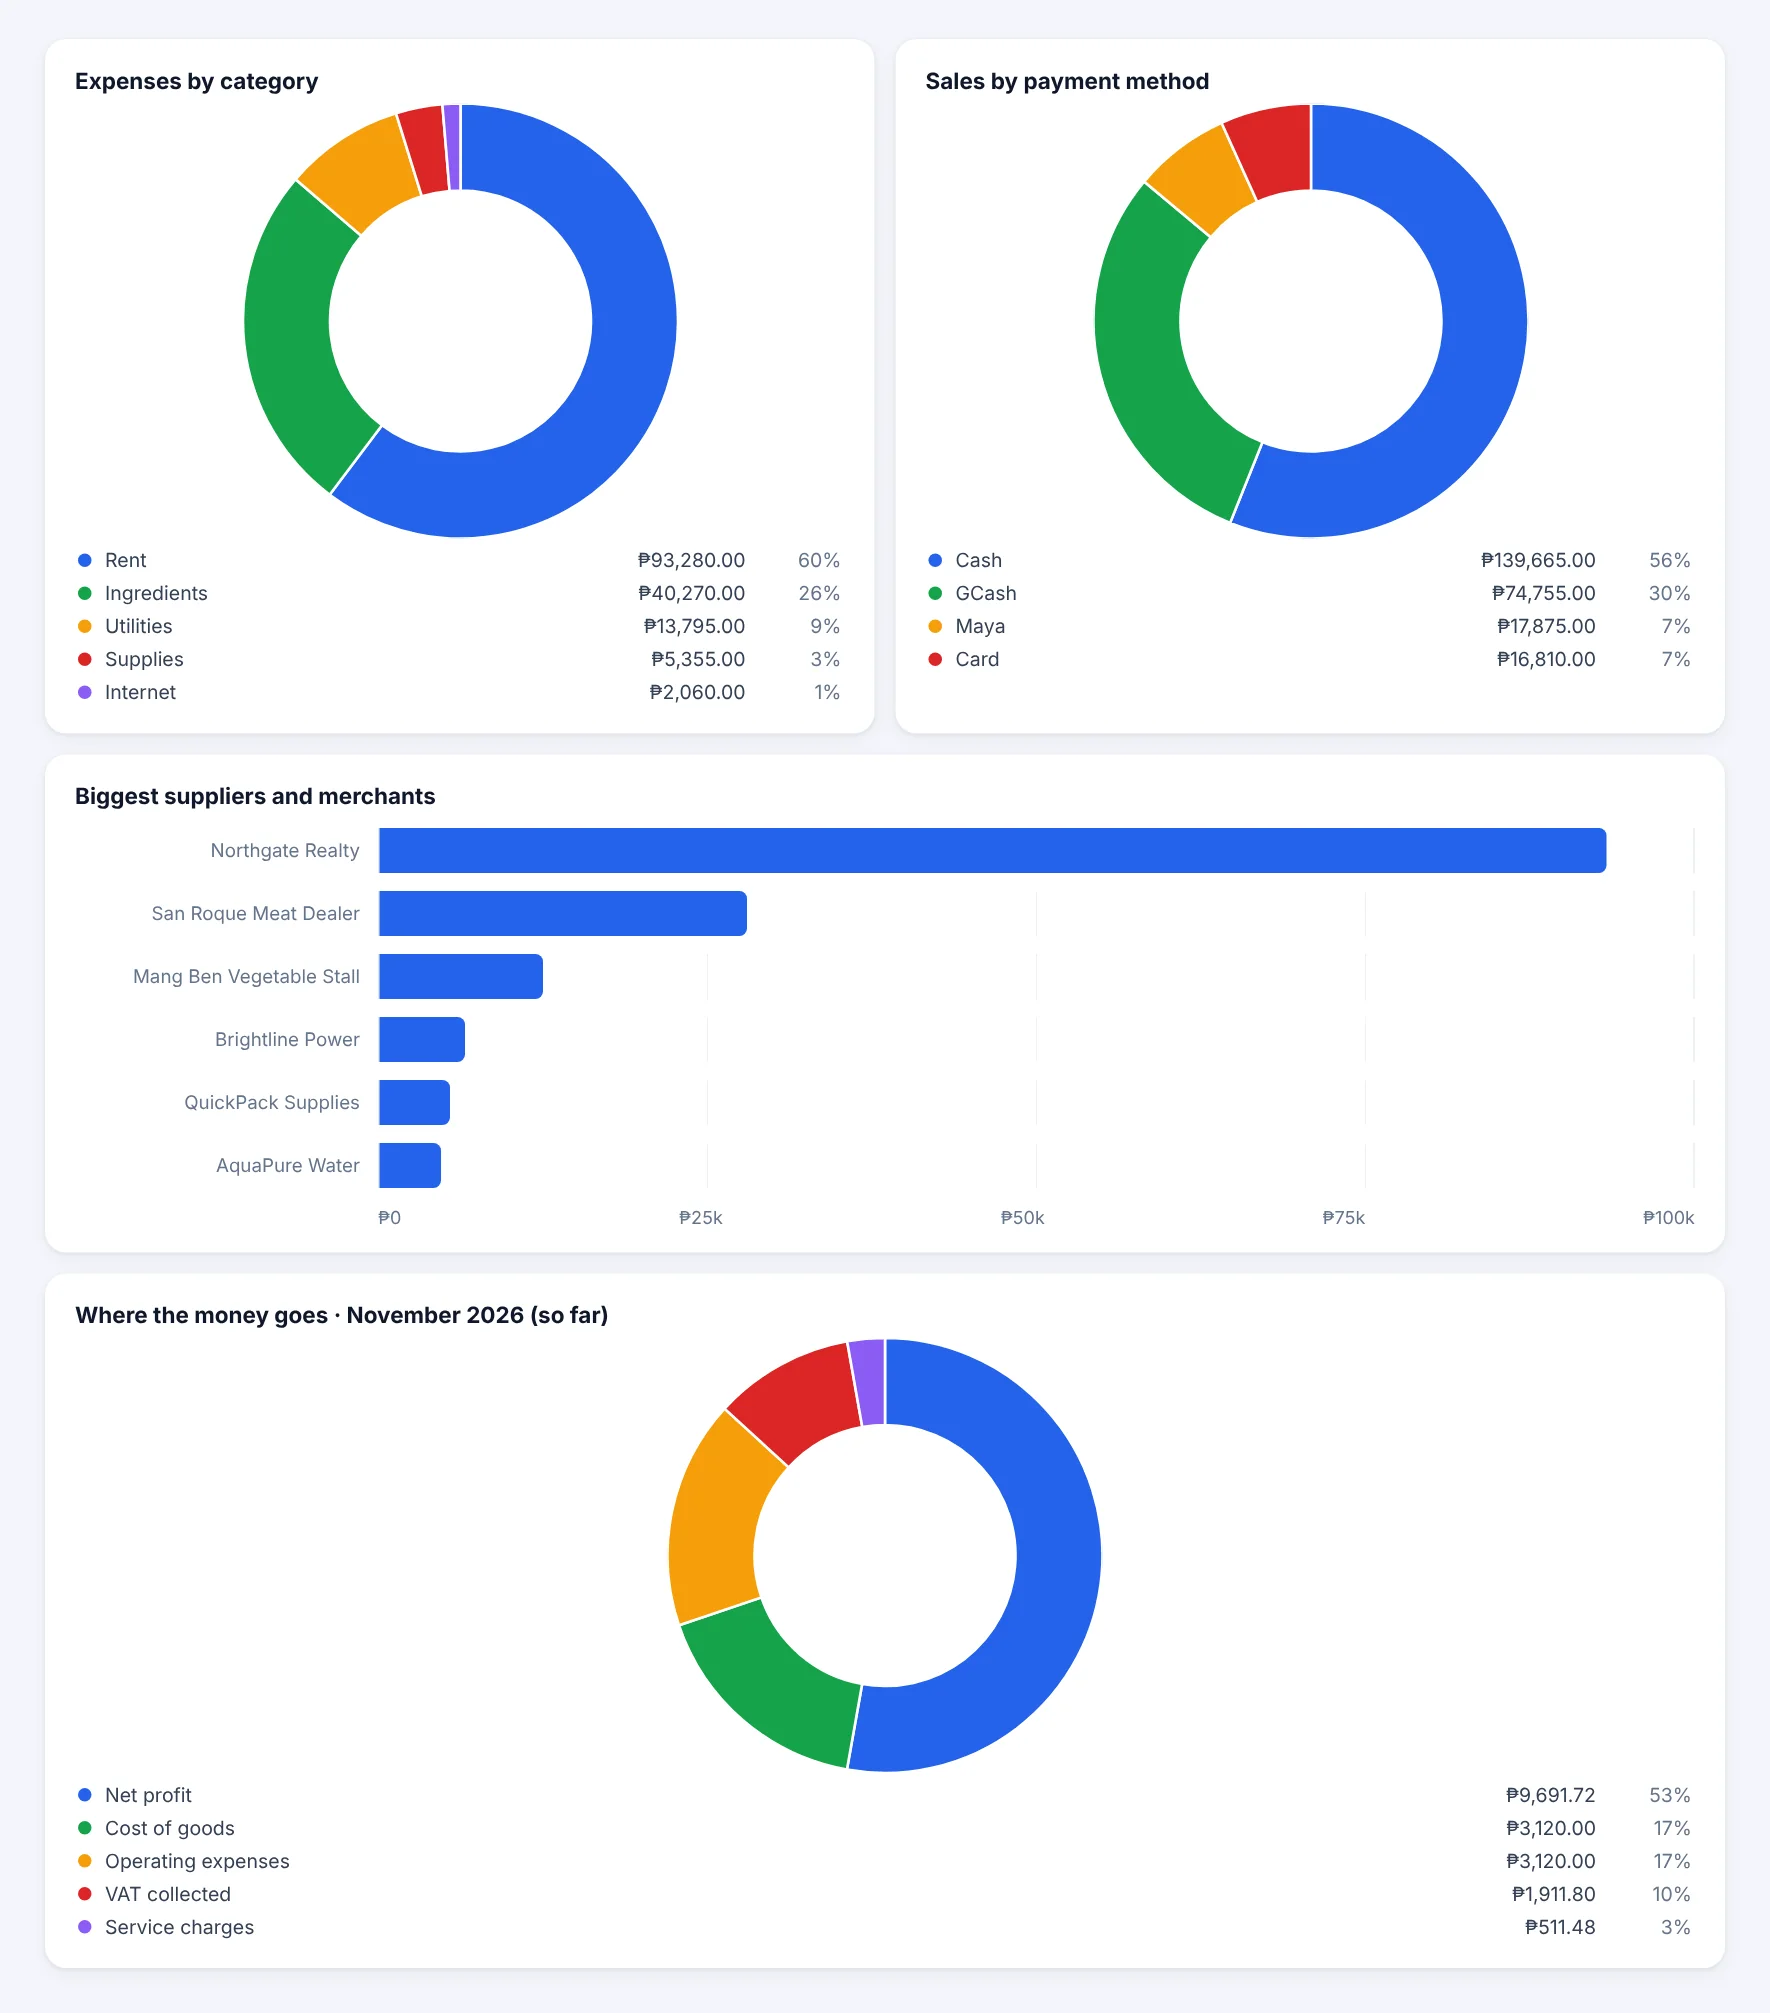 Expenses by category
Rent ₱93,280.00 60%
Ingredients ₱40,270.00 26%
Utilities ₱13,795.00 9%
Supplies ₱5,355.00 3%
Internet ₱2,060.00 1%
Sales by payment method
Cash ₱139,665.00 56%
GCash ₱74,755.00 30%
Maya ₱17,875.00 7%
Card ₱16,810.00 7%
Biggest suppliers and merchants
Northgate Realty
San Roque Meat Dealer
Mang Ben Vegetable Stall
Brightline Power
QuickPack Supplies
AquaPure Water
₱0 ₱25k ₱50k ₱75k ₱100k
Where the money goes · November 2026 (so far)
Net profit ₱9,691.72 53%
Cost of goods ₱3,120.00 17%
Operating expenses ₱3,120.00 17%
VAT collected ₱1,911.80 10%
Service charges ₱511.48 3%